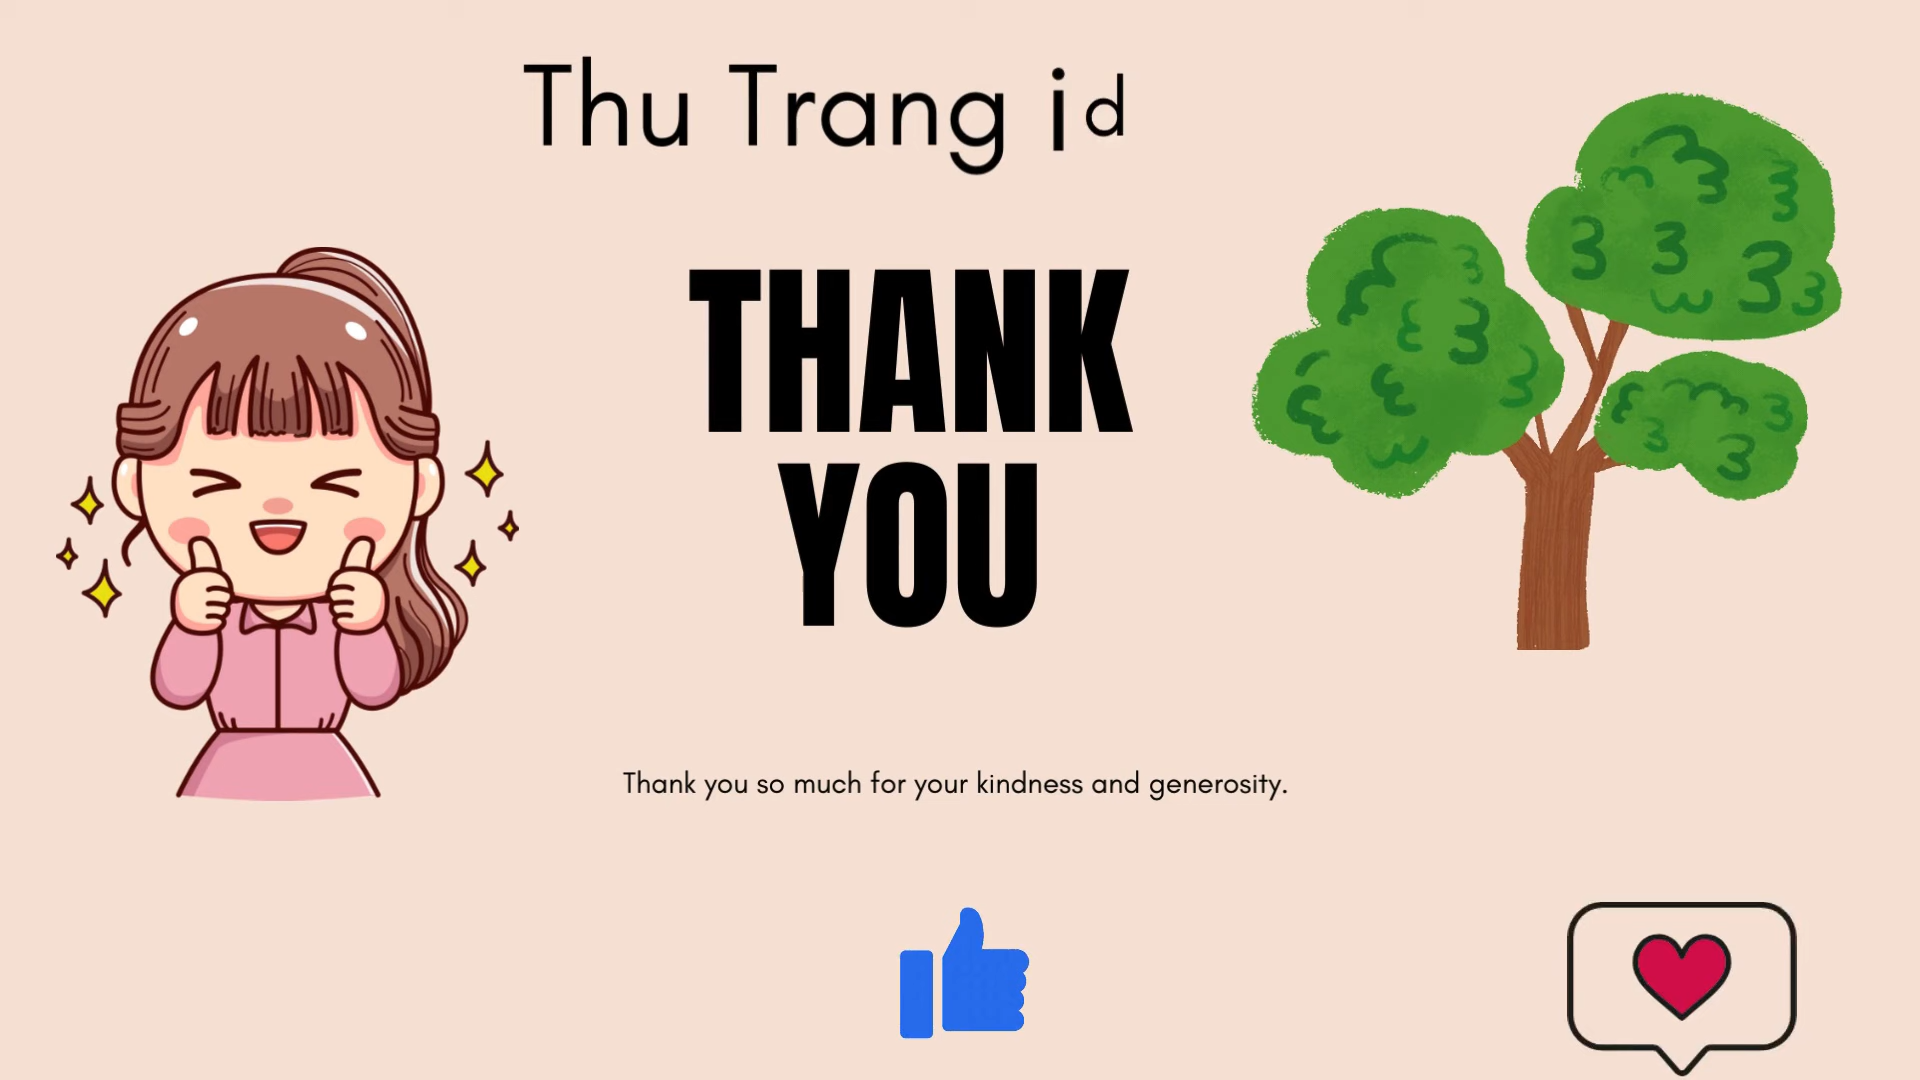 Thu Trang id
THANK
YOU
Thank you so much for your kindness and generosity.